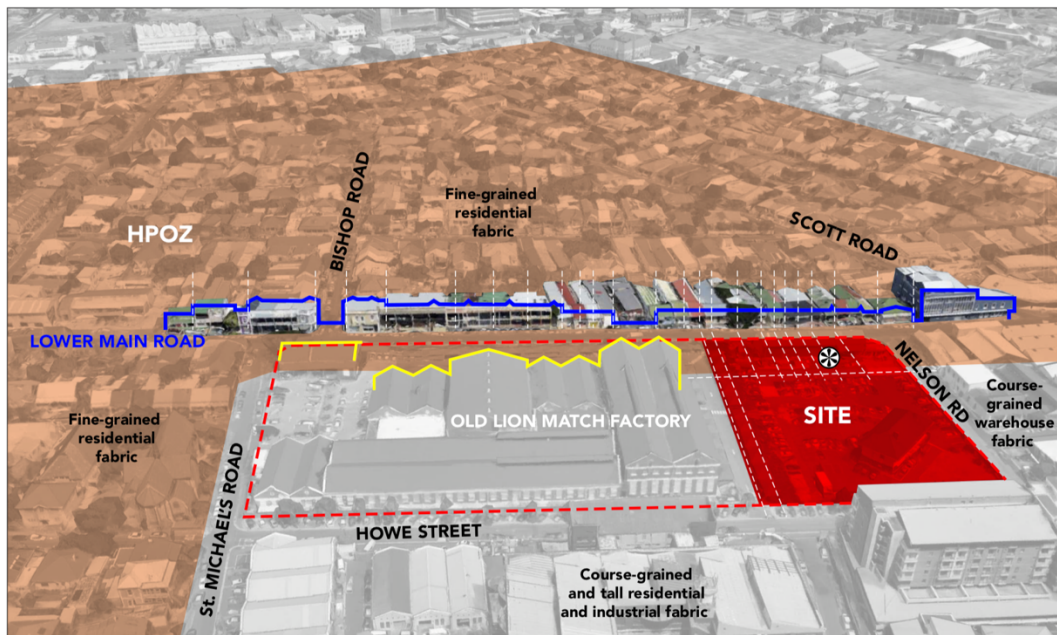 BISHOP ROAD
Fine-grained
residential
fabric
SCOTT ROAD
HPOZ
LOWER MAIN ROAD
NELSON RD
Course-
grained
warehouse
fabric
Fine-grained
residential
fabric
OLD LION MATCH FACTORY
SITE
St. MICHAEL'S ROAD
HOWE STREET
Course-grained
and tall residential
and industrial fabric